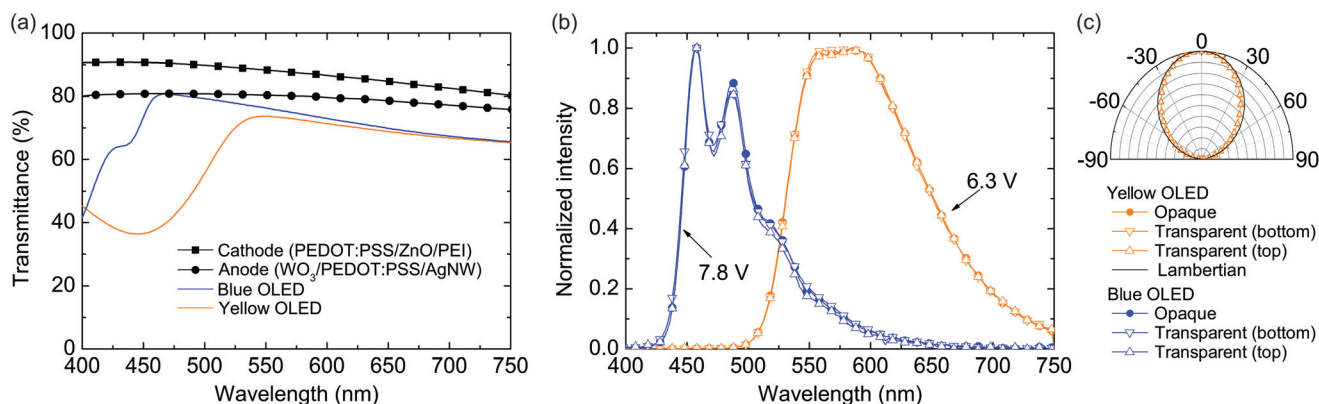 (a)
100
80
60
40
20
0
Transmittance (%)
Cathode (PEDOT:PSS/ZnO/PEI)
Anode (WO3/PEDOT:PSS/AgNW)
Blue OLED
Yellow OLED
400 450 500 550 600 650 700 750
Wavelength (nm)
(b)
1.0
0.8
0.6
0.4
0.2
0.0
Normalized intensity
6.3 V
7.8 V
400 450 500 550 600 650 700 750
Wavelength (nm)
(c)
0
-30 30
-60 60
-90 90
Yellow OLED
Opaque
Transparent (bottom)
Transparent (top)
Lambertian
Blue OLED
Opaque
Transparent (bottom)
Transparent (top)